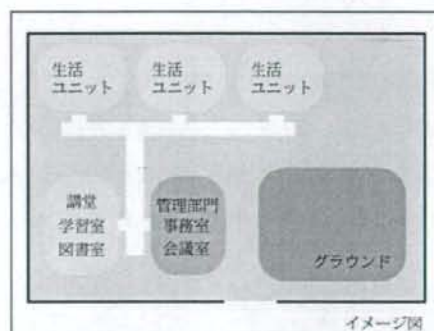 生活
ユニット
生活
ユニット
生活
ユニット
講堂
学習室
図書室
管理部門
事務室
会議室
グラウンド
イメージ図